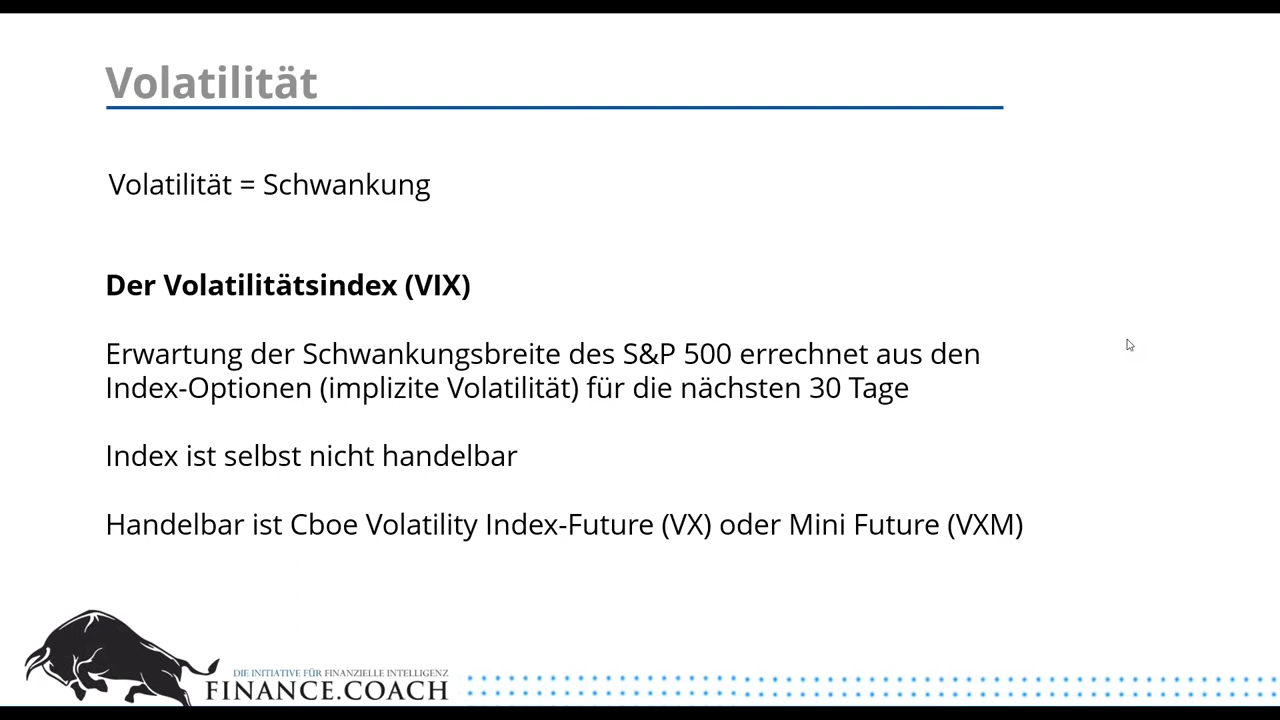 Volatilität
Volatilität = Schwankung
Der Volatilitätsindex (VIX)
Erwartung der Schwankungsbreite des S&P 500 errechnet aus den
Index-Optionen (implizite Volatilität) für die nächsten 30 Tage
Index ist selbst nicht handelbar
Handelbar ist Cboe Volatility Index-Future (VX) oder Mini Future (VXM)
DIE INITIATIVE FÜR FINANZIELLE INTELLIGENZ
FINANCE.COACH